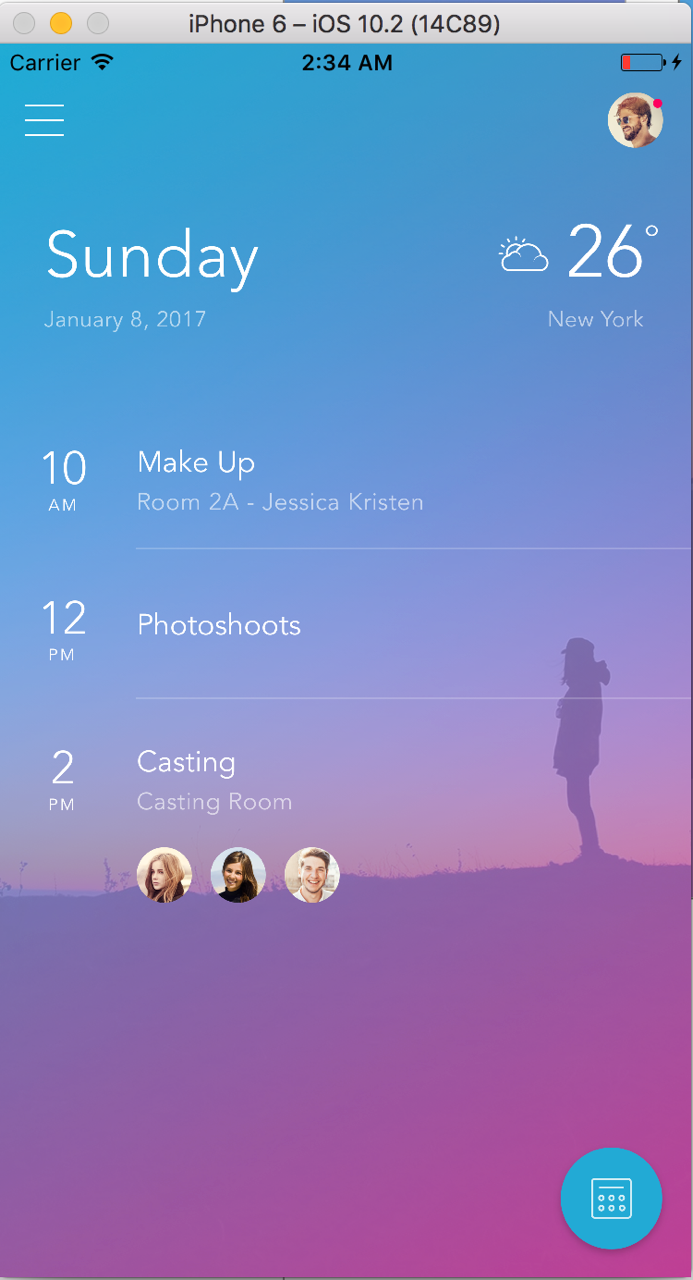 iPhone 6 – iOS 10.2 (14C89)
Carrier 2:34 AM
Sunday 26°
January 8, 2017 New York
10 Make Up
AM Room 2A - Jessica Kristen
12 Photoshoots
PM
2 Casting
PM Casting Room